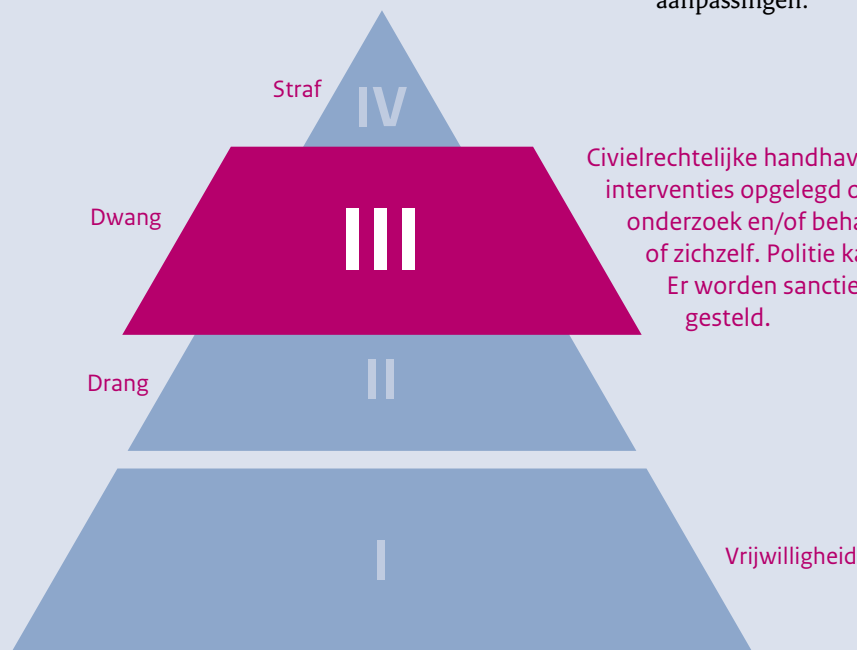 aanpassingen.
Straf
IV
Civielrechtelijke handhav
interventies opgelegd o
onderzoek en/of beha
of zichzelf. Politie ka
Er worden sanctie
gesteld.
Dwang
III
Drang
II
I
Vrijwilligheid